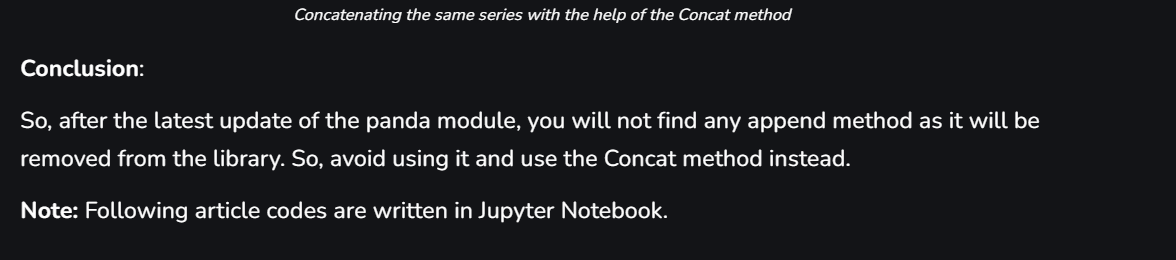 Concatenating the same series with the help of the Concat method
Conclusion:
So, after the latest update of the panda module, you will not find any append method as it will be
removed from the library. So, avoid using it and use the Concat method instead.
Note: Following article codes are written in Jupyter Notebook.